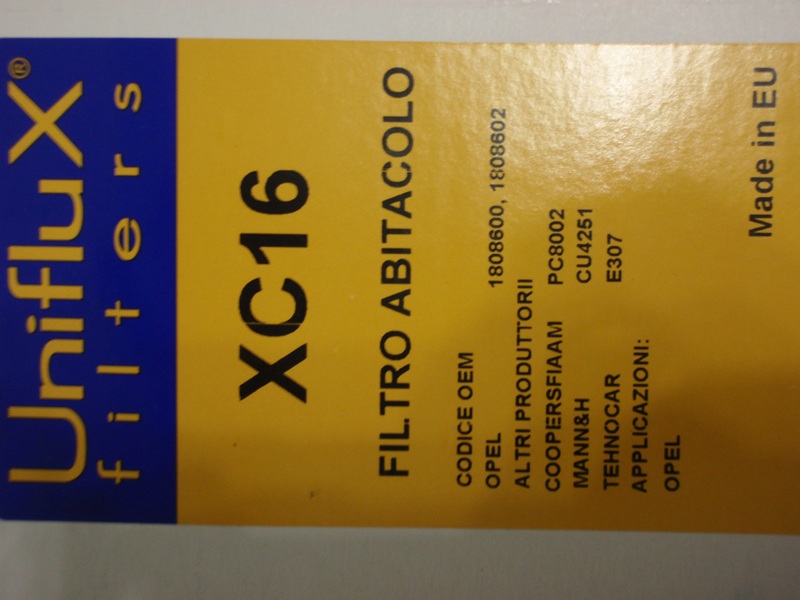 UnifluX®
filters
XC16
FILTRO ABITACOLO
CODICE OEM
OPEL 1808600, 1808602
ALTRI PRODUTTORII
COOPERSFIAAM PC8002
MANN&H CU4251
TEHNOCAR E307
APPLICAZIONI:
OPEL
Made in EU